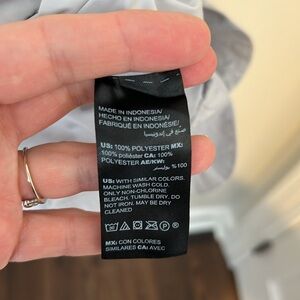 MADE IN INDONESIA/
HECHO EN INDONESIA/
FABRIQUÉ EN INDONÉSIE/
صنع في إندونيسيا
US: 100% POLYESTER MX:
100% poliéster CA: 100%
POLYESTER AE/KW:
%100 بوليستر
US: WITH SIMILAR COLORS.
MACHINE WASH COLD.
ONLY NON-CHLORINE
BLEACH. TUMBLE DRY. DO
NOT IRON. MAY BE DRY
CLEANED
MX: CON COLORES
SIMILARES CA: AVEC